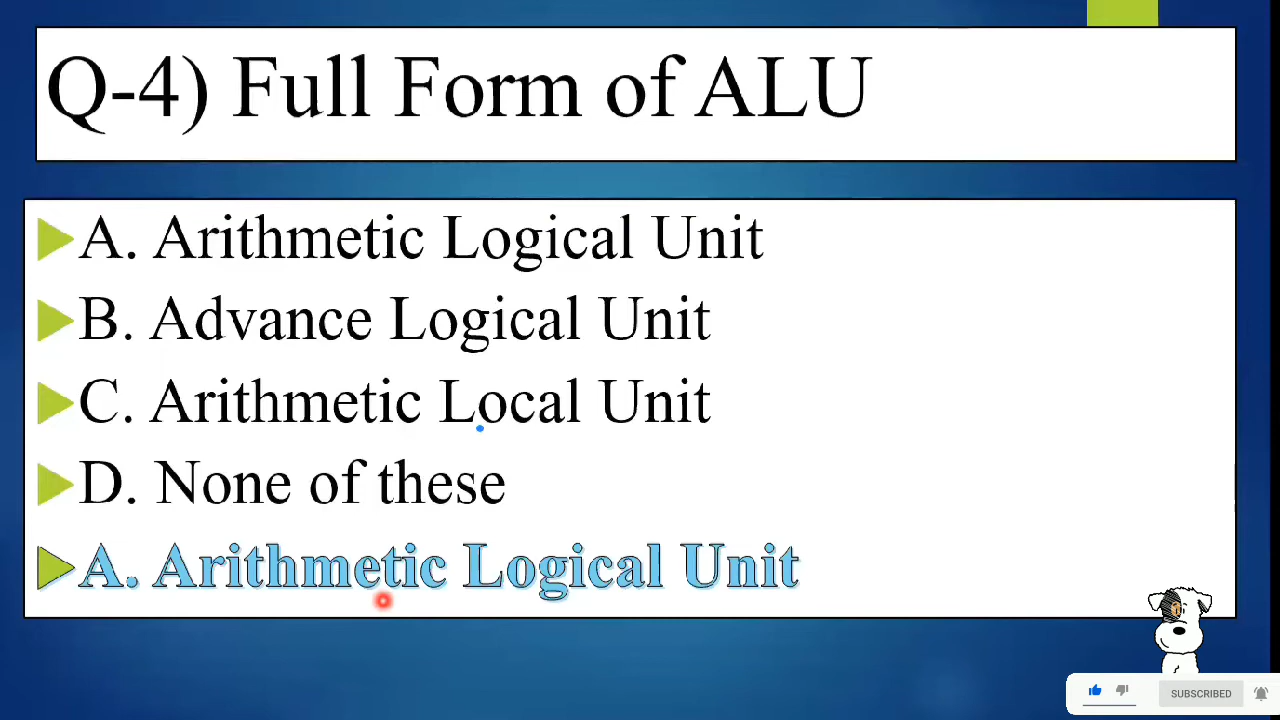 Q-4) Full Form of ALU
A. Arithmetic Logical Unit
B. Advance Logical Unit
C. Arithmetic Local Unit
D. None of these
A. Arithmetic Logical Unit
SUBSCRIBED